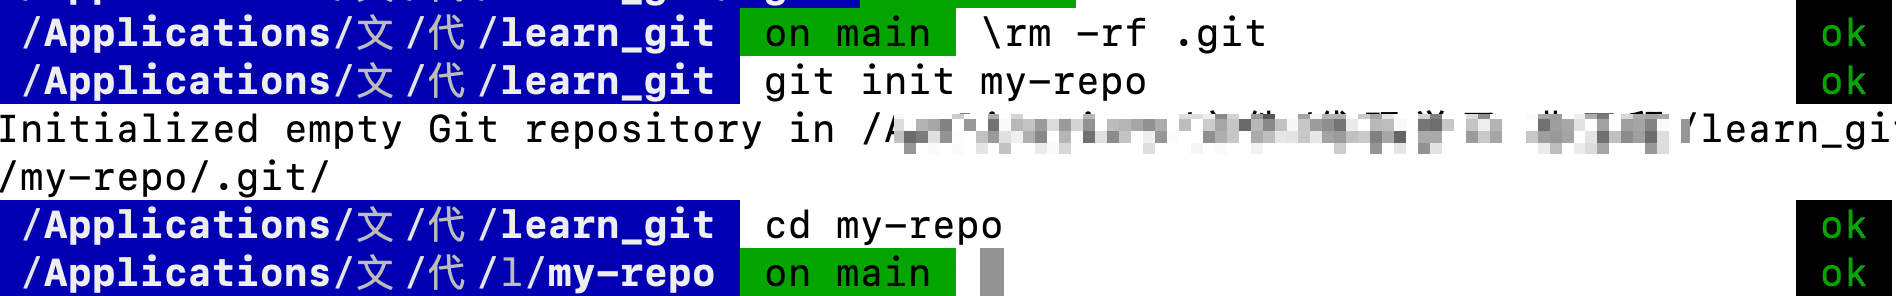 /Applications/文/代/learn_git on main \rm -rf .git ok
/Applications/文/代/learn_git git init my-repo ok
Initialized empty Git repository in / /learn_git
/my-repo/.git/
/Applications/文/代/learn_git cd my-repo ok
/Applications/文/代/l/my-repo on main ok